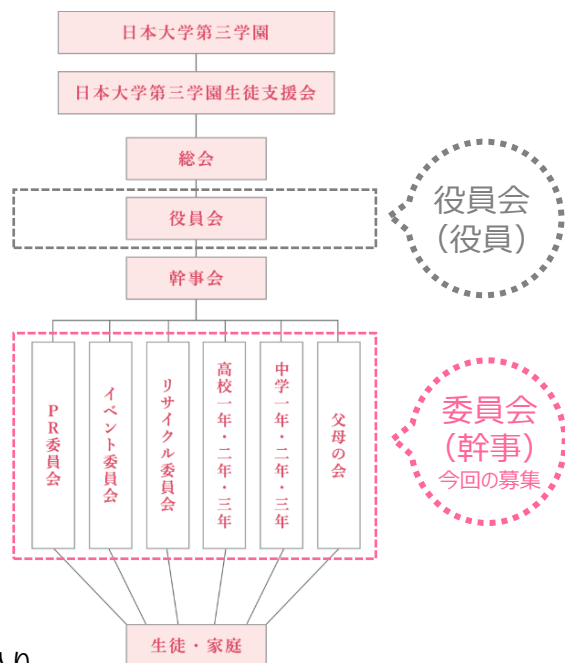 日本大学第三学園
日本大学第三学園生徒支援会
総会
役員会
役員会
（役員）
幹事会
PR委員会
イベント委員会
リサイクル委員会
高校一年・二年・三年
中学一年・二年・三年
父母の会
委員会
（幹事）
今回の募集
生徒・家庭